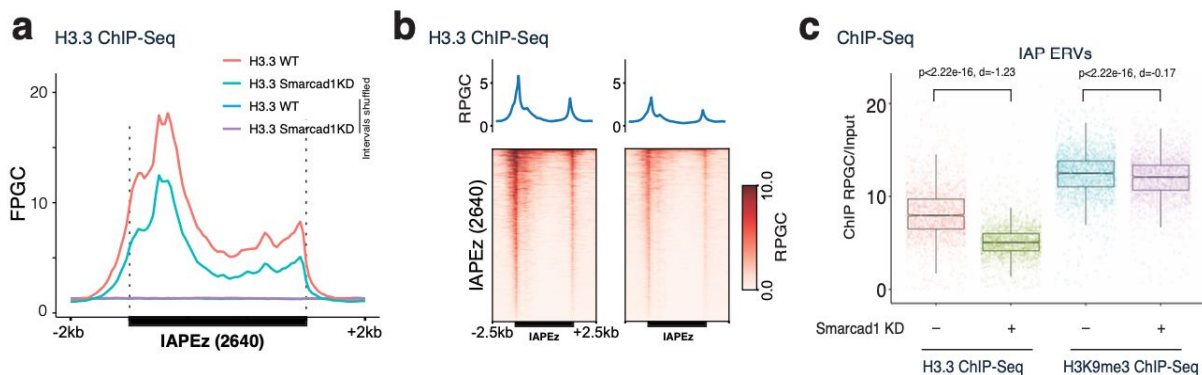 a
H3.3 ChIP-Seq
H3.3 WT
H3.3 Smarcad1KD
H3.3 WT
H3.3 Smarcad1KD
Intervals shuffled
FPGC
20
10
0
-2kb
+2kb
IAPEz (2640)
b
H3.3 ChIP-Seq
RPGC
5
0
5
0
IAPEz (2640)
10.0
0.0
RPGC
-2.5kb
IAPEz
+2.5kb
IAPEz
c
ChIP-Seq
IAP ERVs
p<2.22e-16, d=-1.23
p<2.22e-16, d=-0.17
ChIP RPGC/Input
20
10
0
Smarcad1 KD − + − +
H3.3 ChIP-Seq
H3K9me3 ChIP-Seq